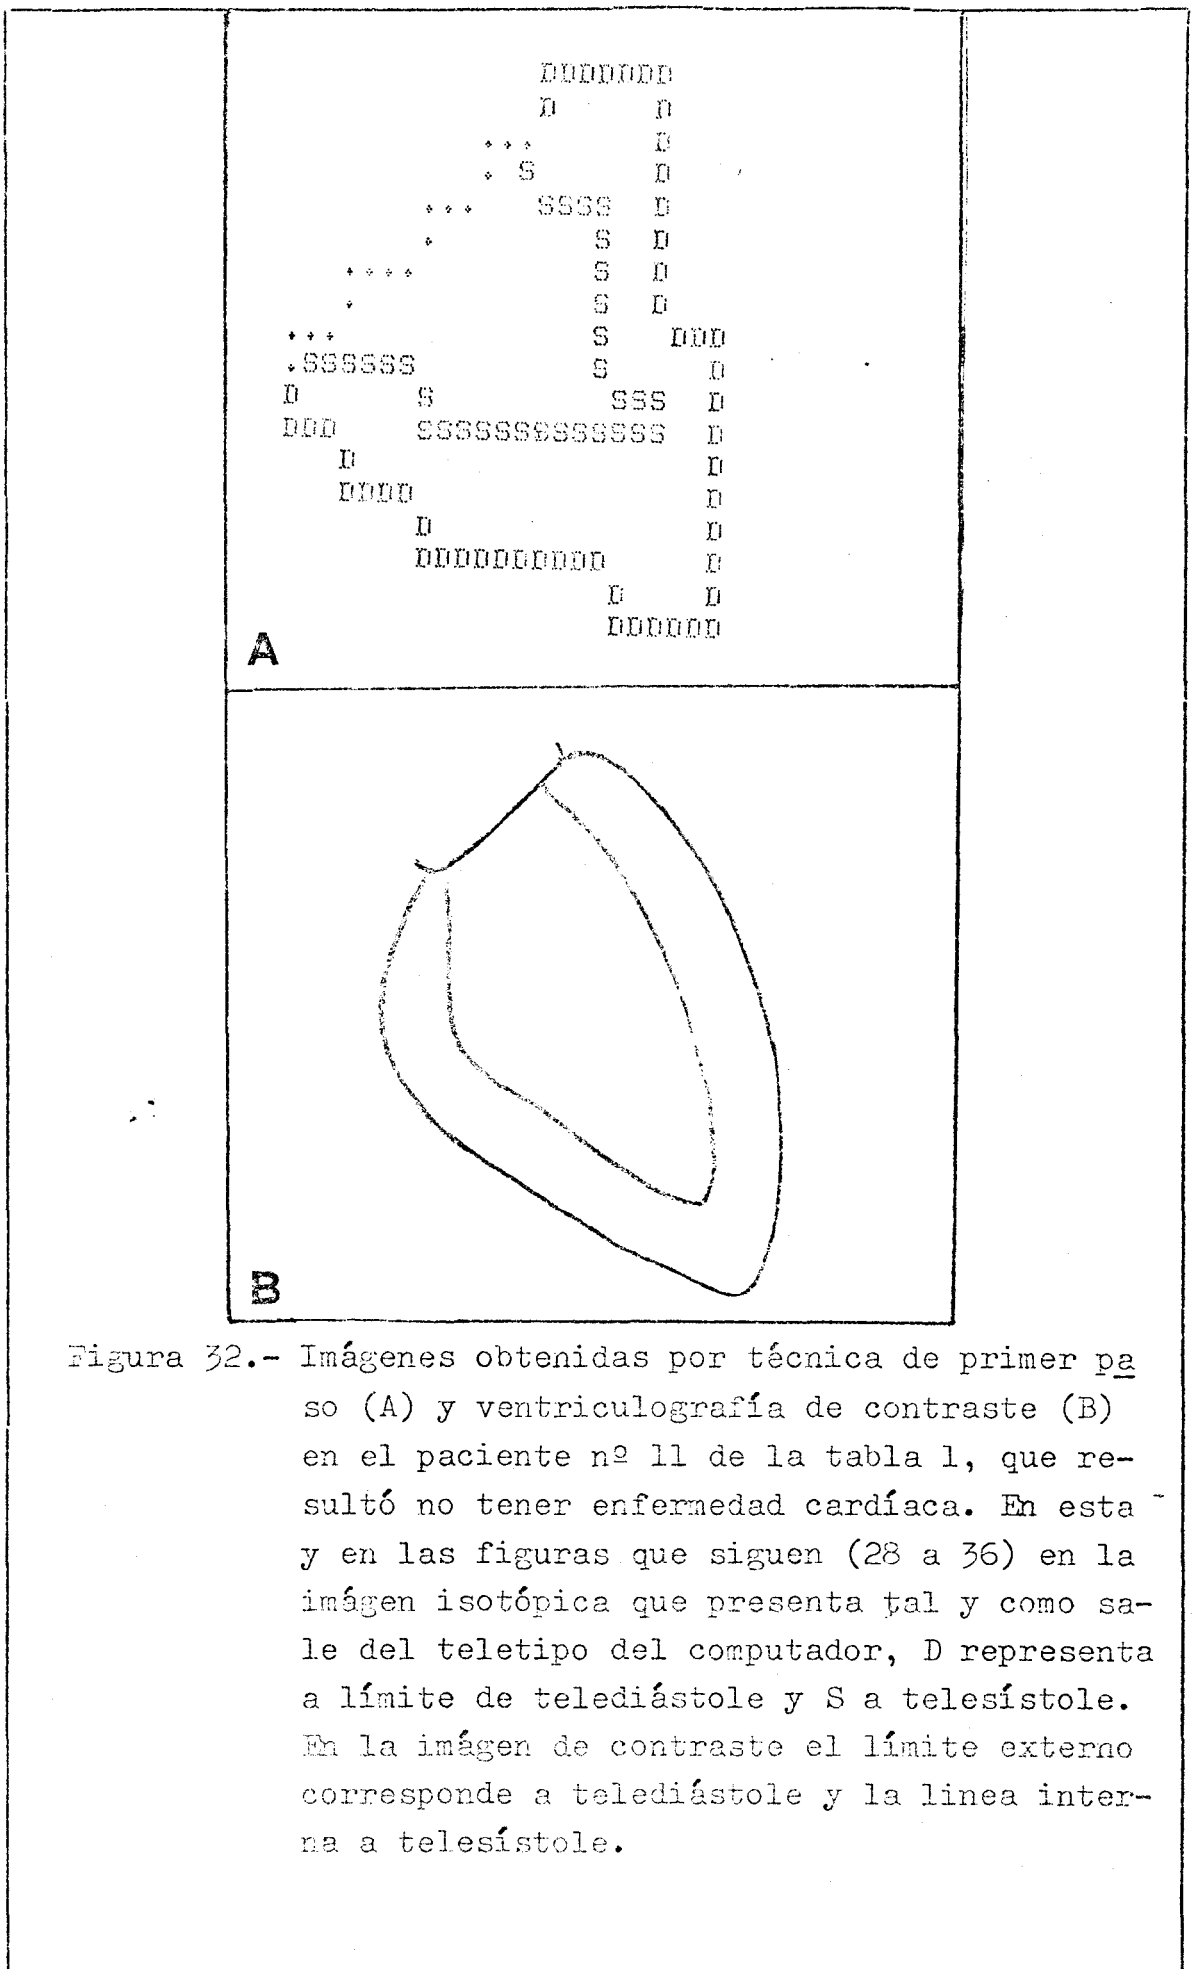 DDDDDDD
D D
+++ D
+ S D
+++ SSSS D
+ S D
++++ S D
+ S D
+++ S DDD
+SSSSSS S D
D S SSS D
DDD SSSSSSSSSSSSS D
D D
DDDD D
D D
DDDDDDDDDD D
D D
DDDDDD
A
B
Figura 32.- Imágenes obtenidas por técnica de primer pa
so (A) y ventriculografía de contraste (B)
en el paciente nº 11 de la tabla 1, que re-
sultó no tener enfermedad cardíaca. En esta
y en las figuras que siguen (28 a 36) en la
imágen isotópica que presenta tal y como sa-
le del teletipo del computador, D representa
a límite de telediástole y S a telesístole.
En la imágen de contraste el límite externo
corresponde a telediástole y la linea inter-
na a telesístole.